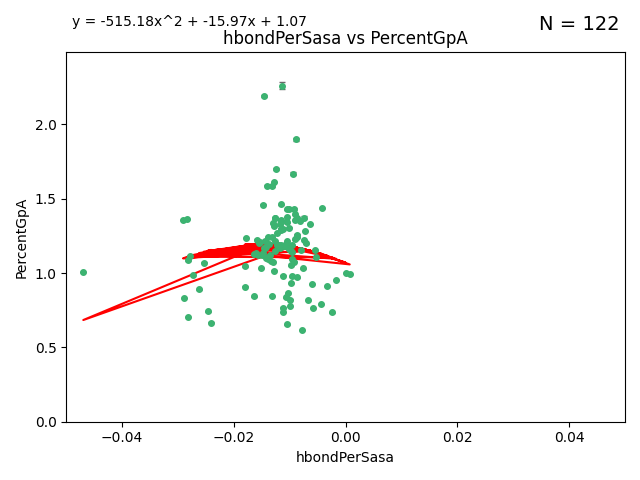 y = -515.18x^2 + -15.97x + 1.07
N = 122
hbondPerSasa vs PercentGpA
PercentGpA
2.0
1.5
1.0
0.5
0.0
−0.04
−0.02
0.00
0.02
0.04
hbondPerSasa